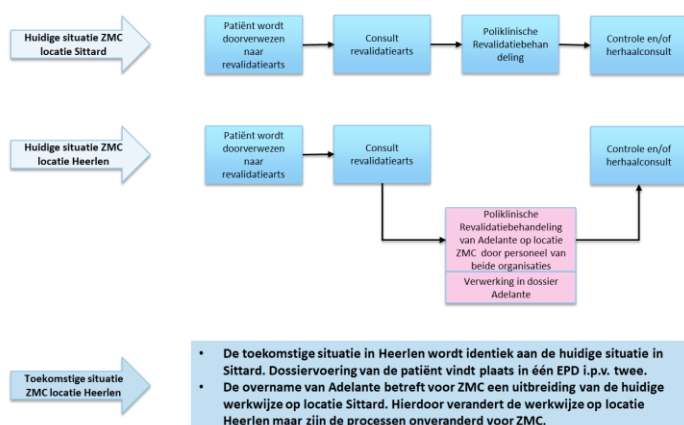 Huidige situatie ZMC
locatie Sittard
Patiënt wordt
doorverwezen
naar
revalidatiearts
Consult
revalidatiearts
Poliklinische
Revalidatiebehan
deling
Controle en/of
herhaalconsult
Huidige situatie ZMC
locatie Heerlen
Patiënt wordt
doorverwezen
naar
revalidatiearts
Consult
revalidatiearts
Controle en/of
herhaalconsult
Poliklinische
Revalidatiebehandeling
van Adelante op locatie
ZMC door personeel van
beide organisaties
Verwerking in dossier
Adelante
Toekomstige situatie
ZMC locatie Heerlen
• De toekomstige situatie in Heerlen wordt identiek aan de huidige situatie in
Sittard. Dossiervoering van de patiënt vindt plaats in één EPD i.p.v. twee.
• De overname van Adelante betreft voor ZMC een uitbreiding van de huidige
werkwijze op locatie Sittard. Hierdoor verandert de werkwijze op locatie
Heerlen maar zijn de processen onveranderd voor ZMC.